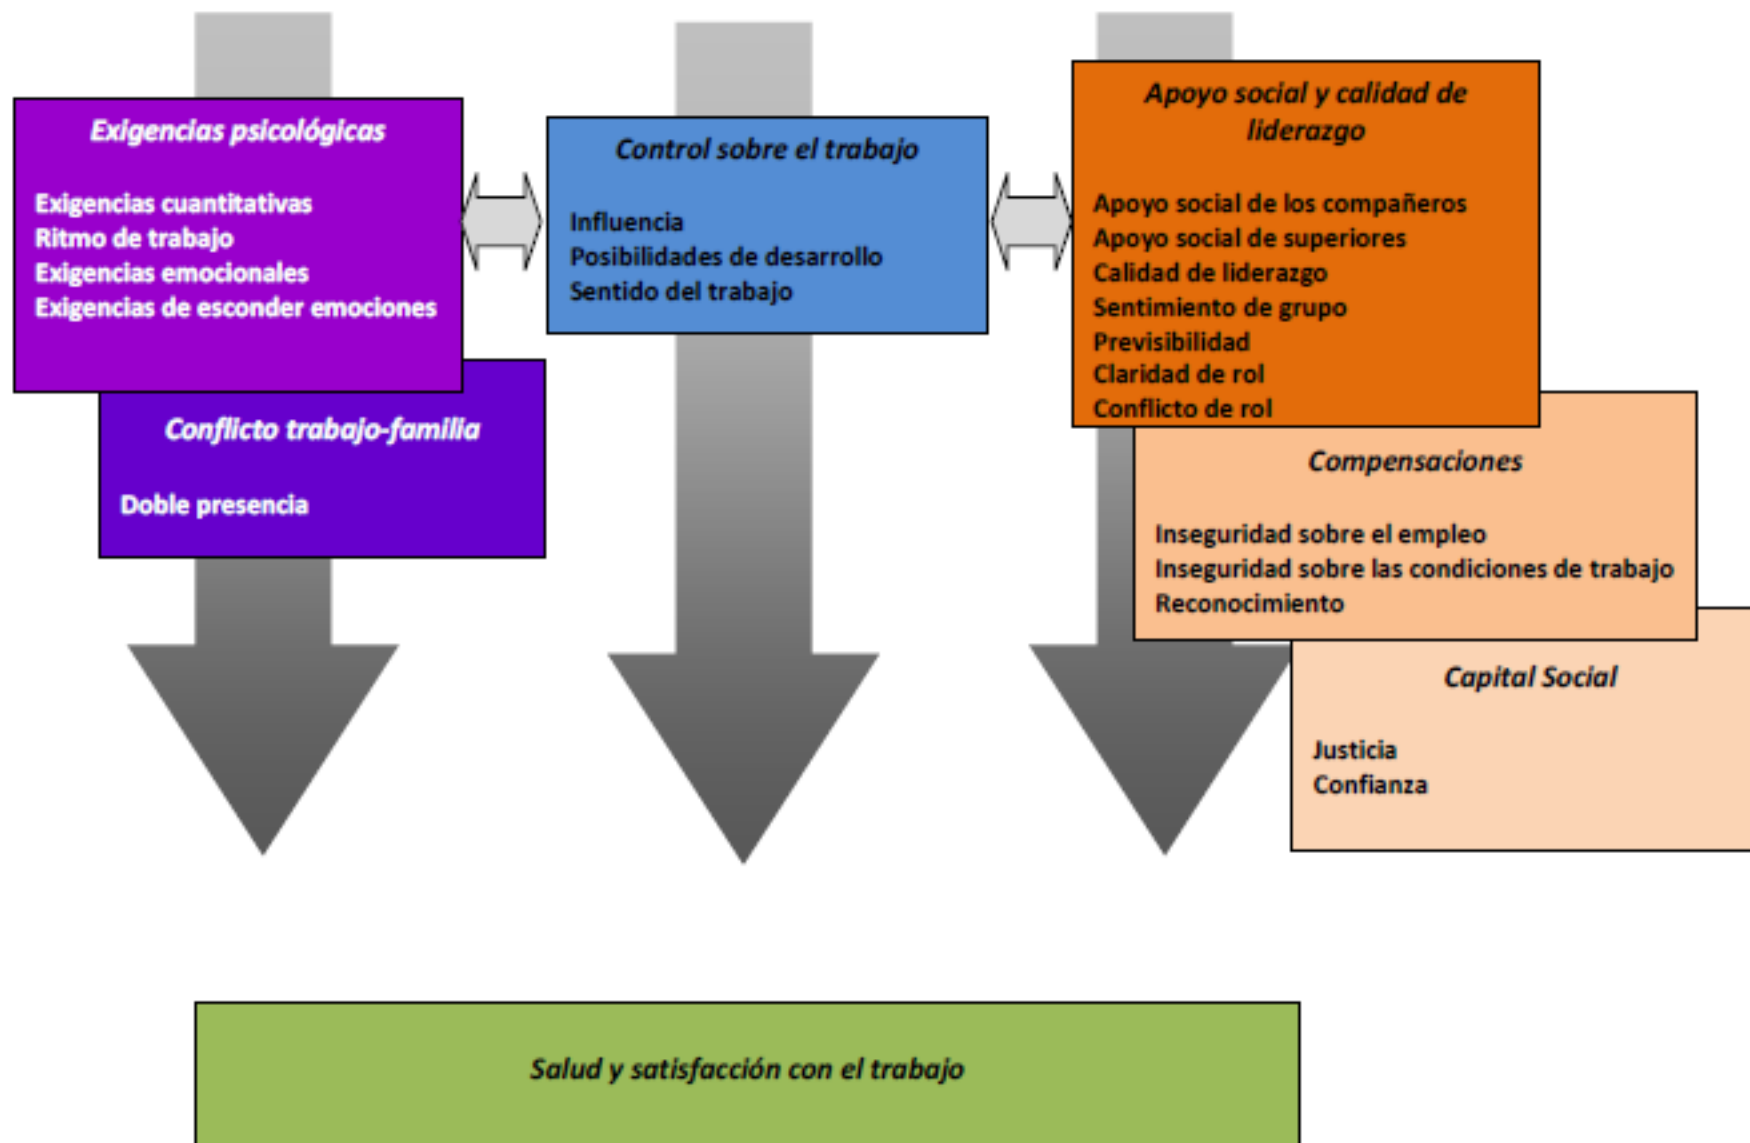 Exigencias psicológicas
Exigencias cuantitativas
Ritmo de trabajo
Exigencias emocionales
Exigencias de esconder emociones
Conflicto trabajo-familia
Doble presencia
Control sobre el trabajo
Influencia
Posibilidades de desarrollo
Sentido del trabajo
Apoyo social y calidad de
liderazgo
Apoyo social de los compañeros
Apoyo social de superiores
Calidad de liderazgo
Sentimiento de grupo
Previsibilidad
Claridad de rol
Conflicto de rol
Compensaciones
Inseguridad sobre el empleo
Inseguridad sobre las condiciones de trabajo
Reconocimiento
Capital Social
Justicia
Confianza
Salud y satisfacción con el trabajo